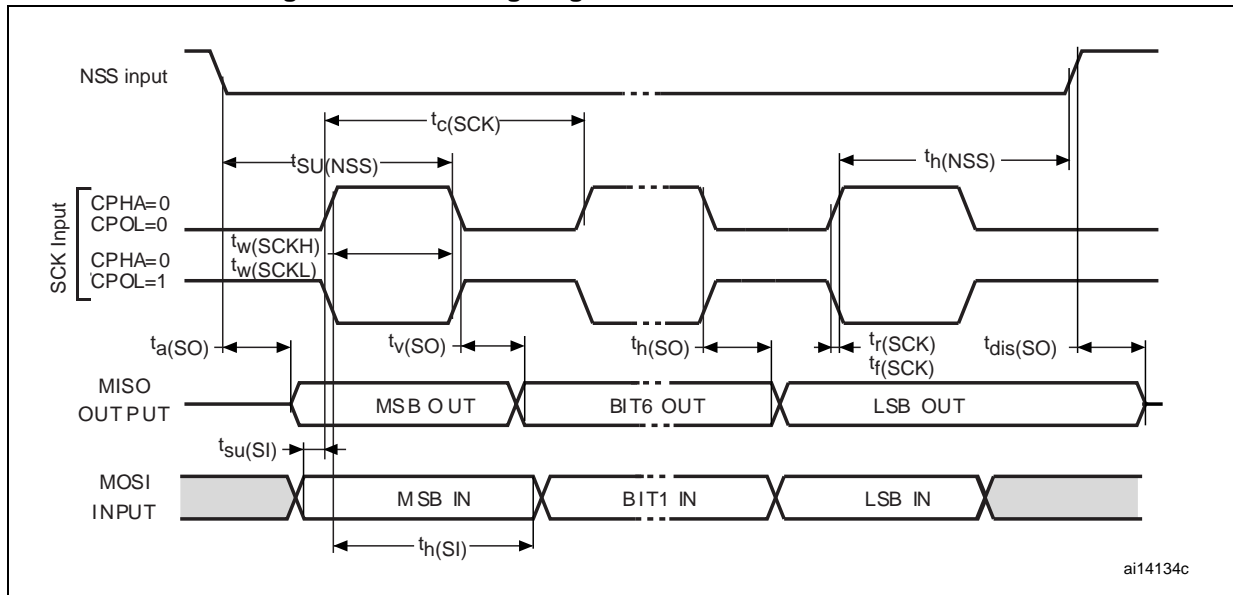 NSS input
tc(SCK)
tSU(NSS)
th(NSS)
SCK Input
CPHA=0
CPOL=0
tw(SCKH)
CPHA=0
tw(SCKL)
CPOL=1
ta(SO)
tv(SO)
th(SO)
tr(SCK)
tf(SCK)
tdis(SO)
MISO
OUTPUT
MSB OUT
BIT6 OUT
LSB OUT
tsu(SI)
MOSI
INPUT
MSB IN
BIT1 IN
LSB IN
th(SI)
ai14134c